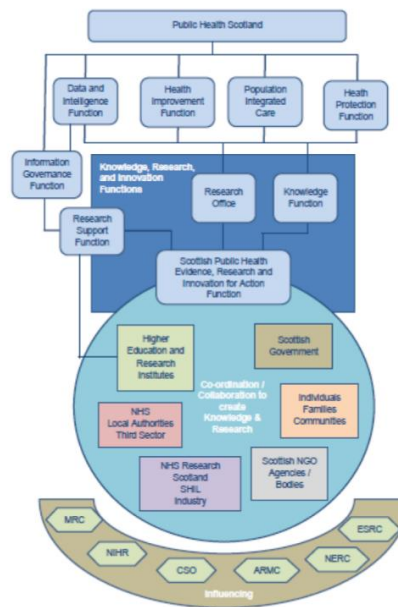 Public Health Scotland
Data and
Intelligence
Function
Health
Improvement
Function
Population
Integrated
Care
Heath
Protection
Function
Information
Governance
Function
Knowledge, Research,
and Innovation
Functions
Research
Office
Knowledge
Function
Research
Support
Function
Scottish Public Health
Evidence, Research and
Innovation for Action
Function
Higher
Education and
Research
Institutes
Scottish
Government
Co-ordination /
Collaboration to
create
Knowledge &
Research
Individuals
Families
Communities
NHS
Local Authorities
Third Sector
NHS Research
Scotland
SHIL
Industry
Scottish NGO
Agencies /
Bodies
MRC
ESRC
NIHR
NERC
CSO
ARMC
Influencing